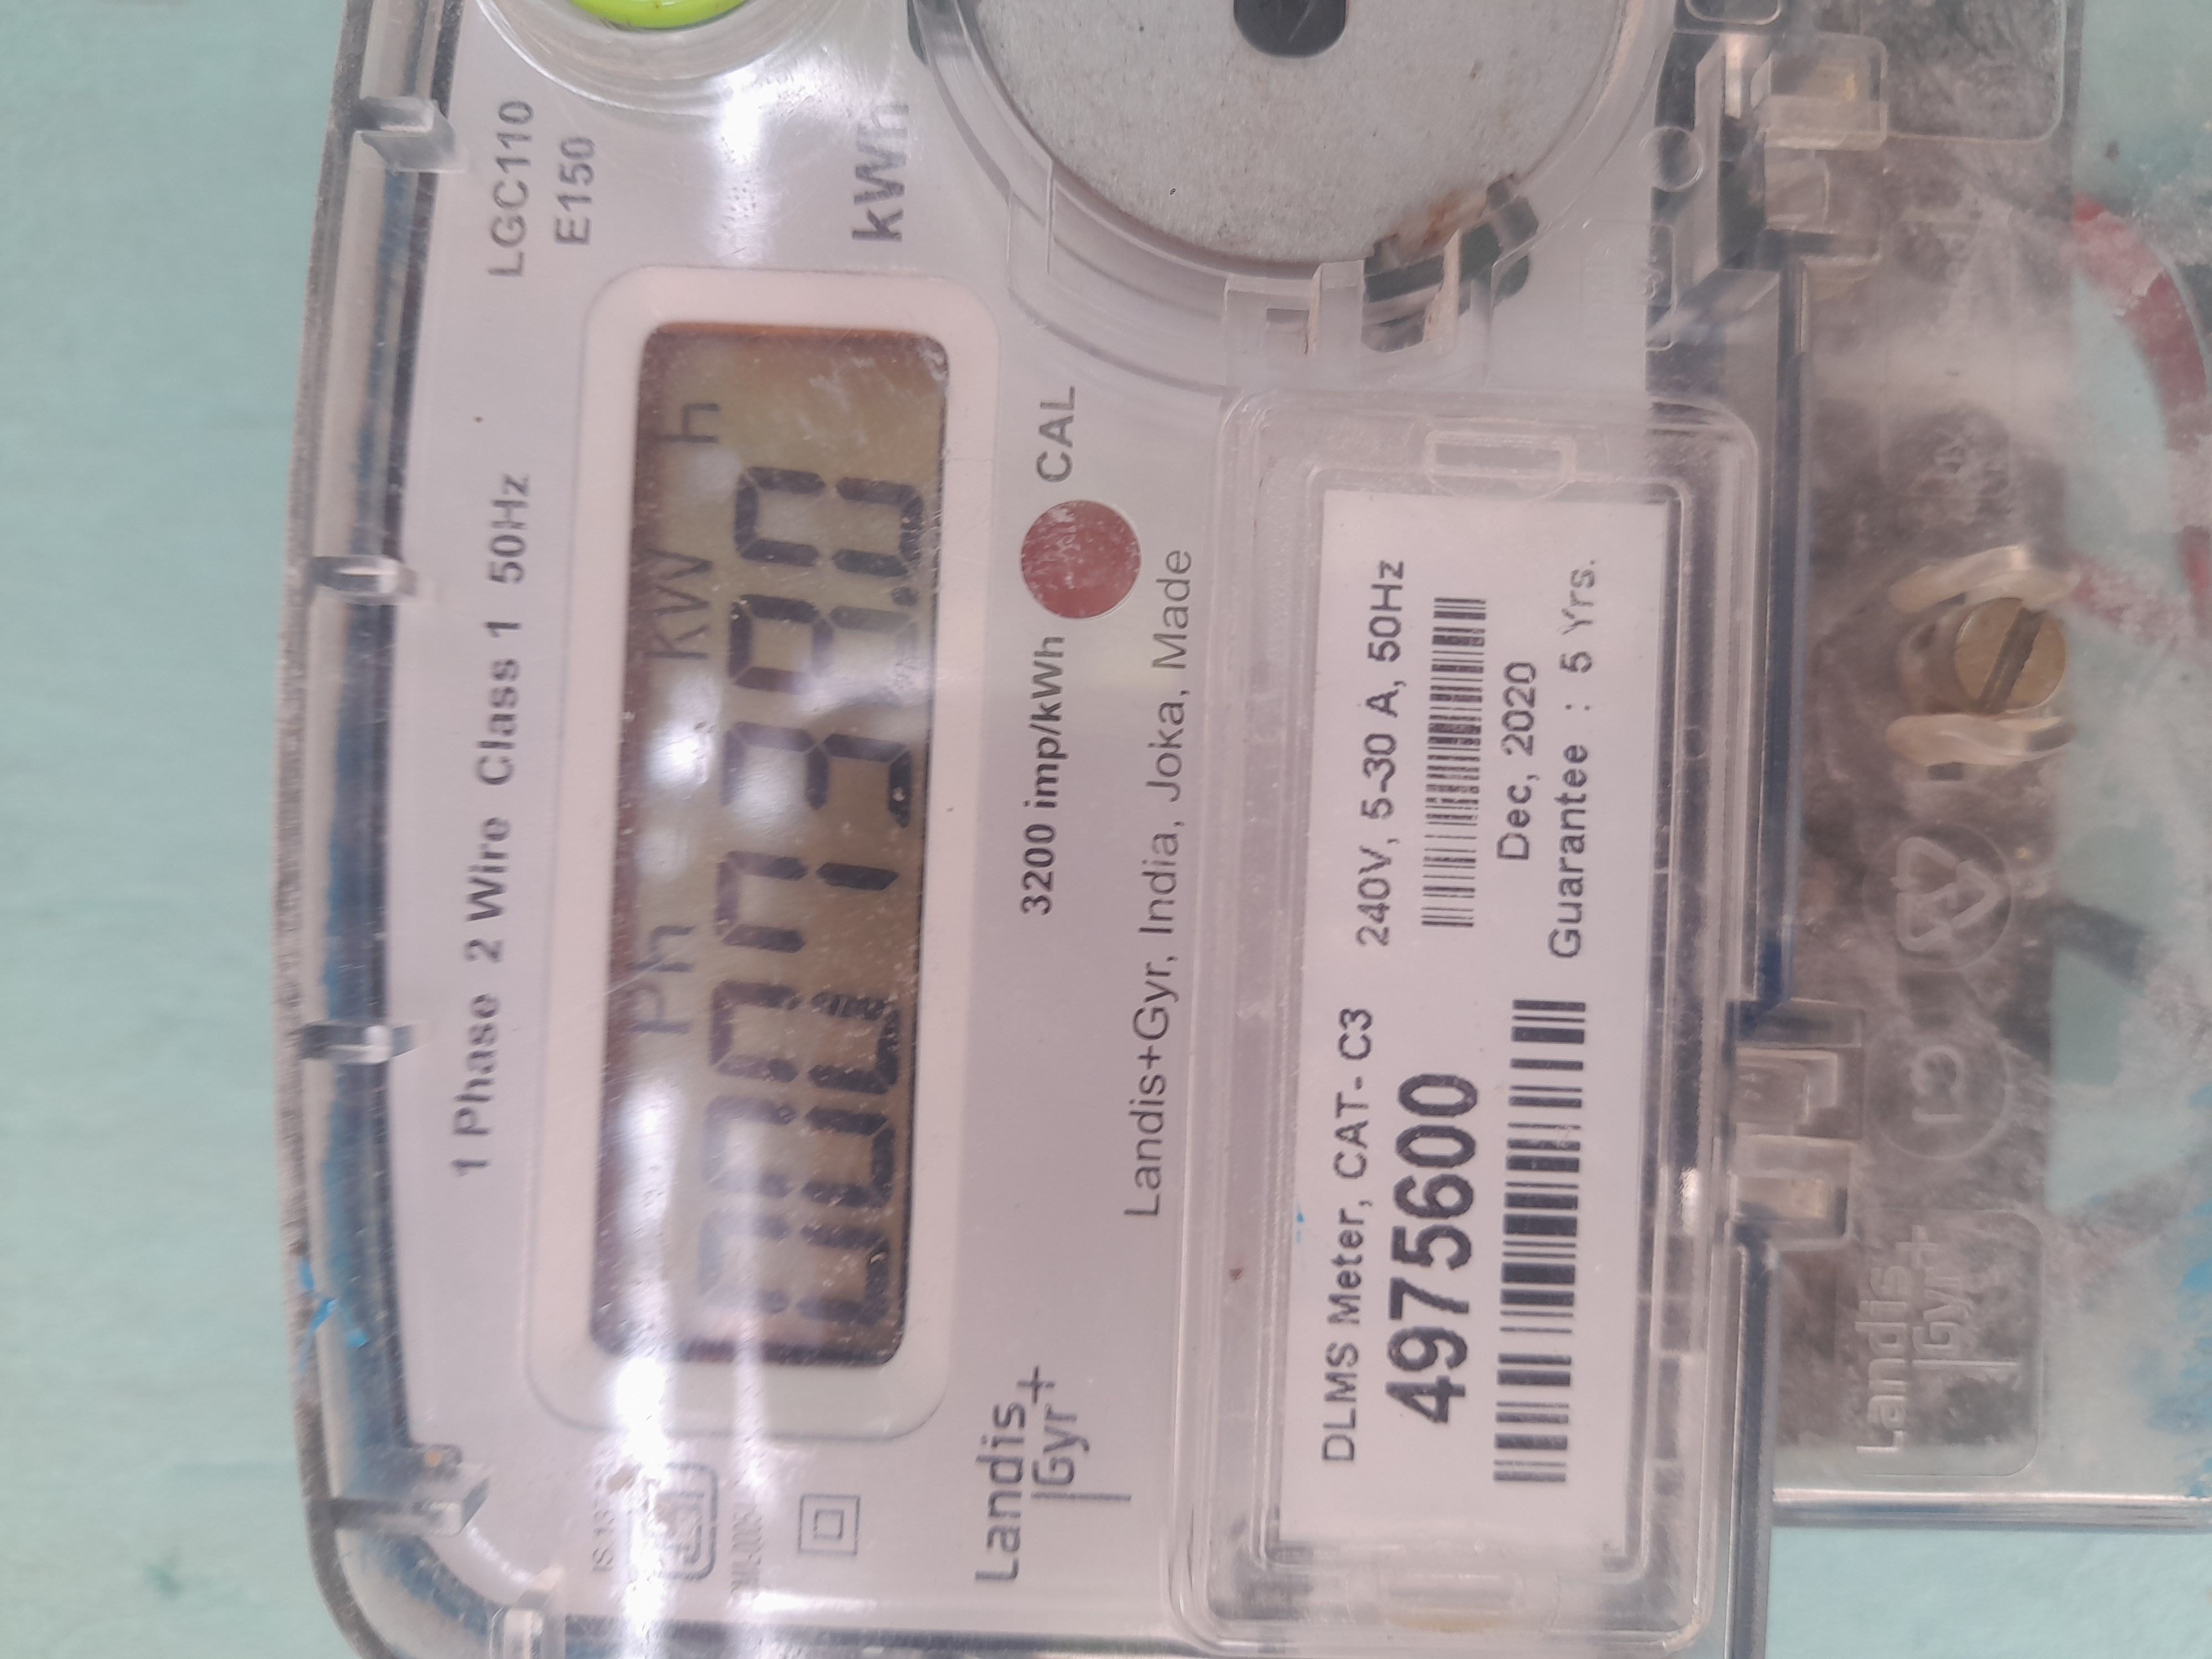 LGC110
E150
1 Phase 2 Wire Class 1 50Hz
Ph kW h
000739.0
kWh
3200 imp/kWh CAL
Landis
Gyr+
Landis+Gyr, India, Joka, Made
DLMS Meter, CAT- C3 240V, 5-30 A, 50Hz
4975600
Dec, 2020
Guarantee : 5 Yrs.
Landis
Gyr+